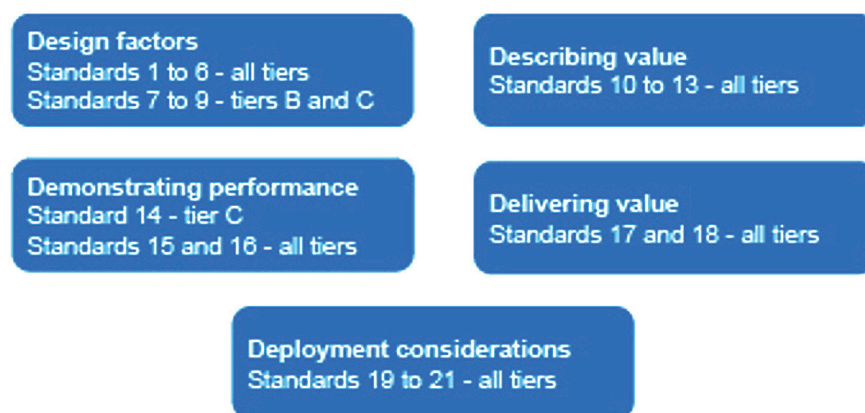 Design factors
Standards 1 to 6 - all tiers
Standards 7 to 9 - tiers B and C
Describing value
Standards 10 to 13 - all tiers
Demonstrating performance
Standard 14 - tier C
Standards 15 and 16 - all tiers
Delivering value
Standards 17 and 18 - all tiers
Deployment considerations
Standards 19 to 21 - all tiers